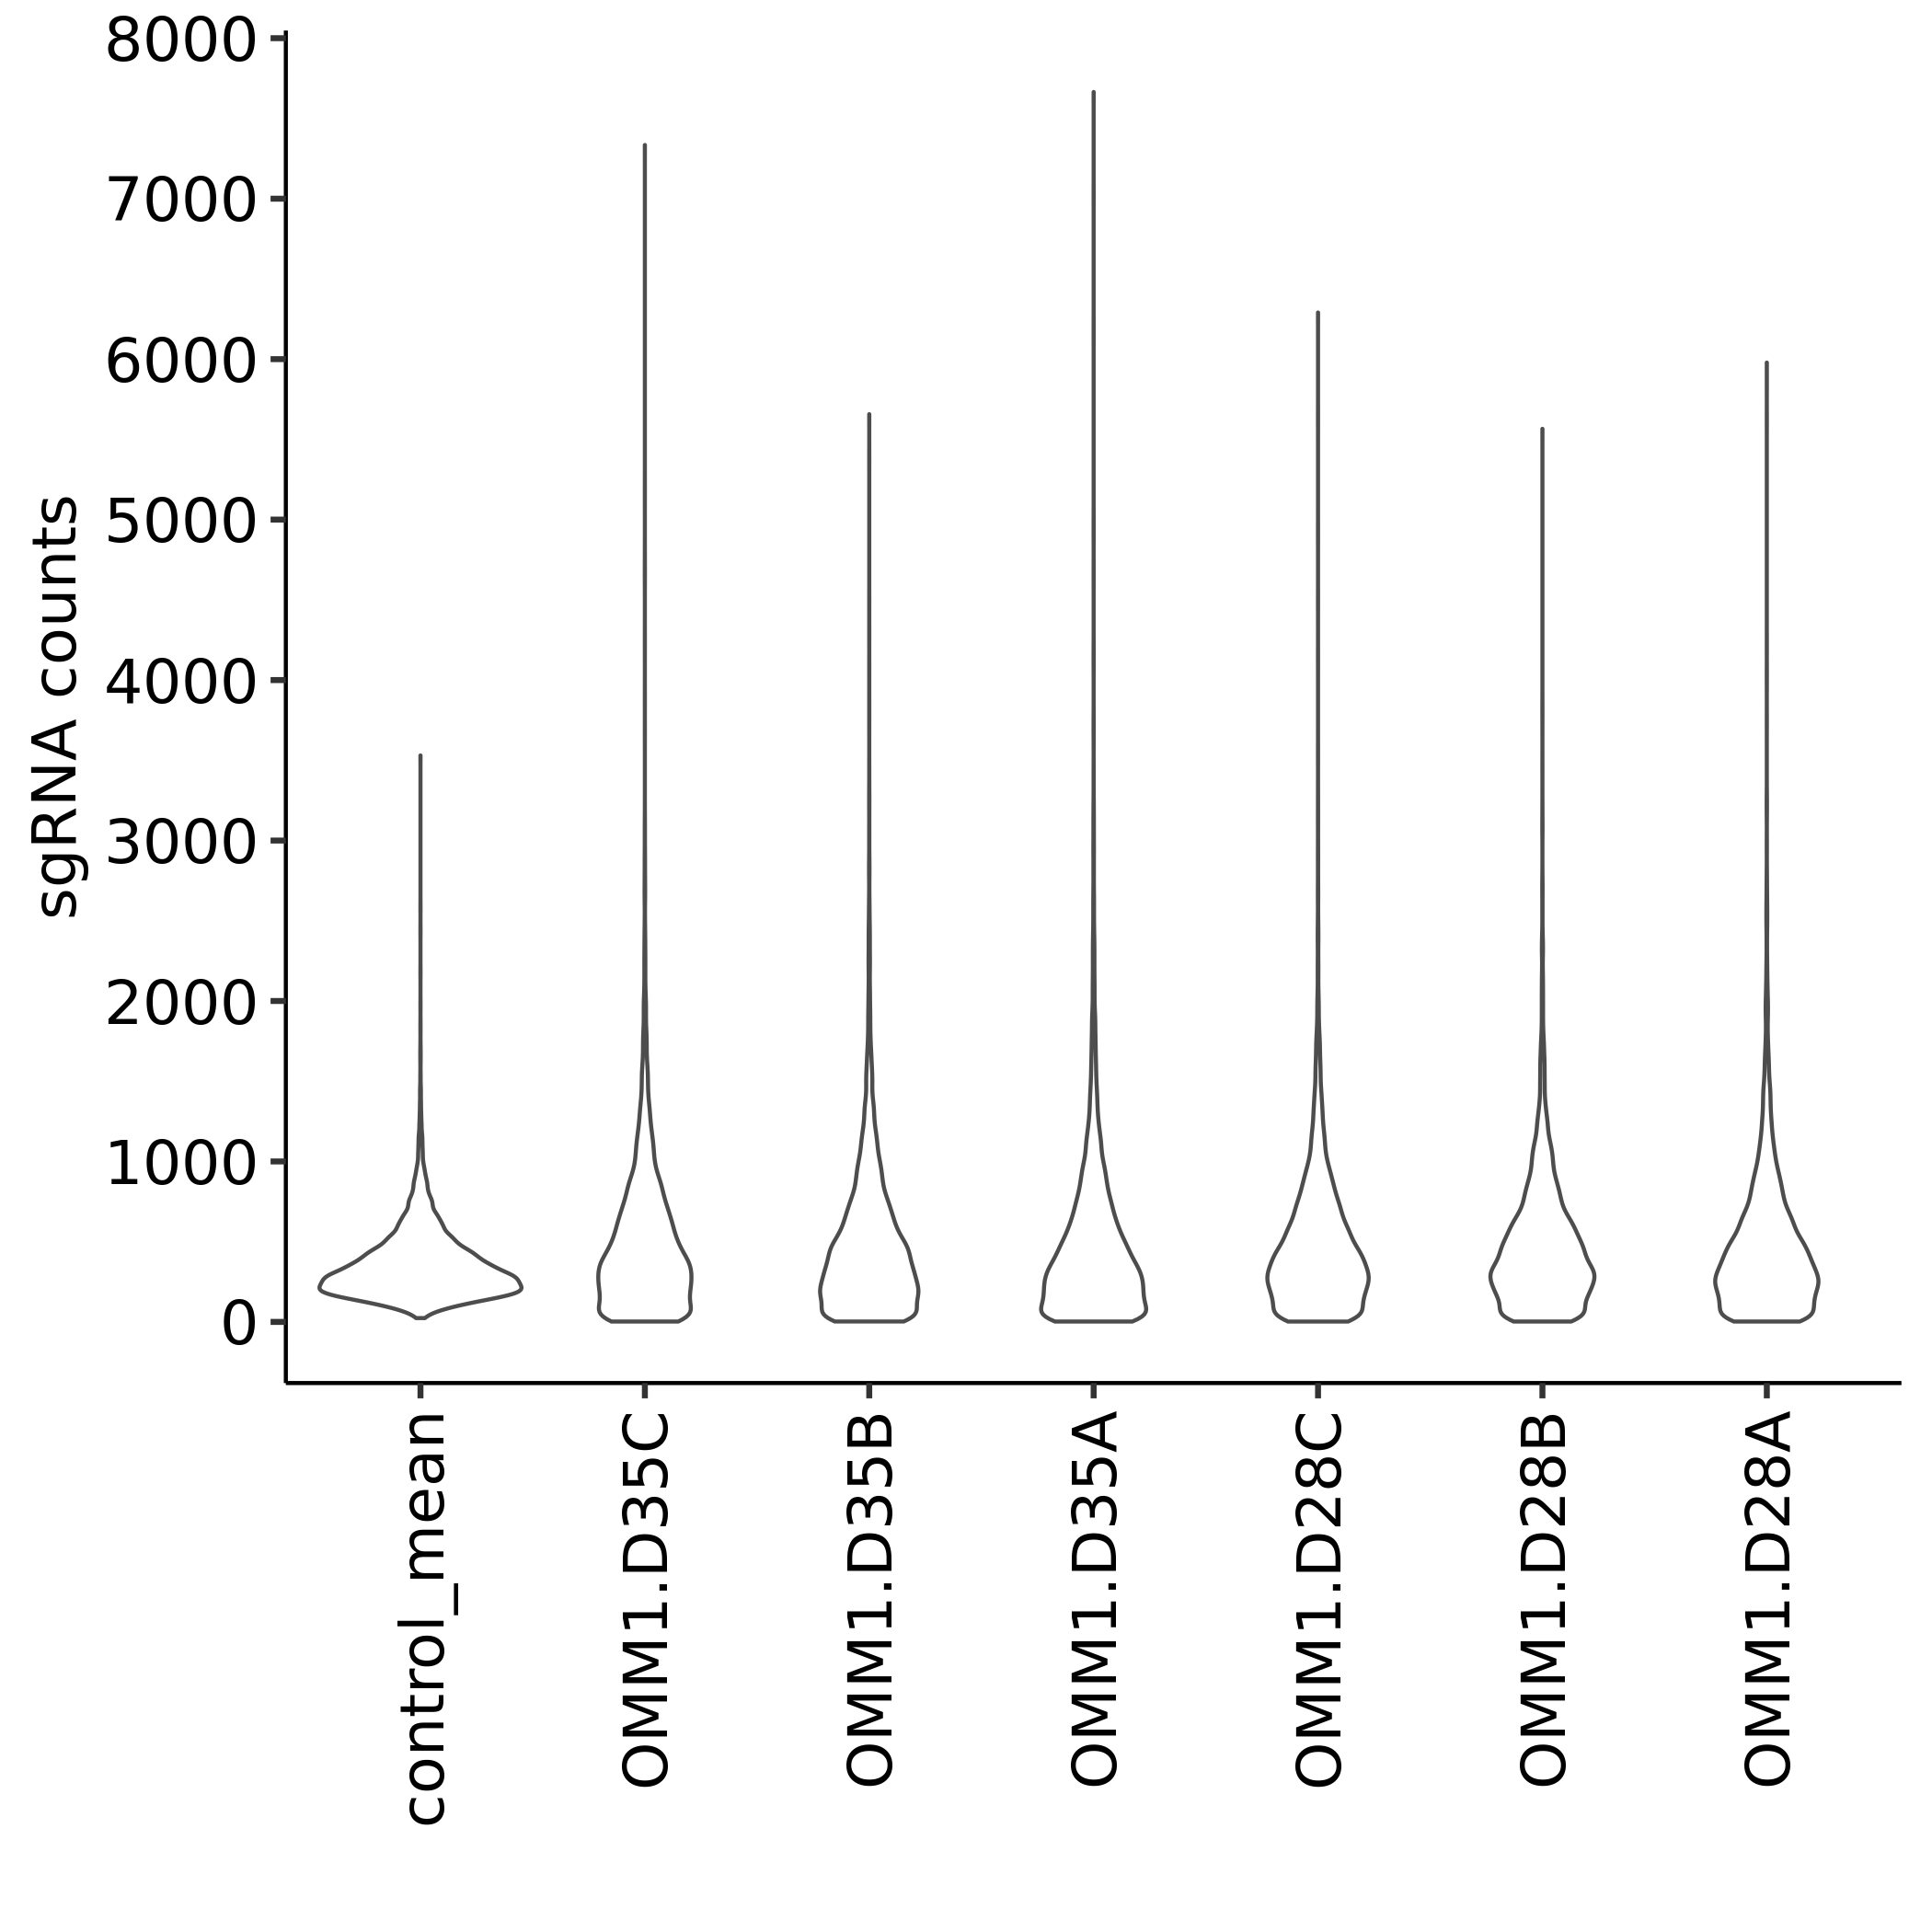 sgRNA counts
8000
7000
6000
5000
4000
3000
2000
1000
0
control_mean
OMM1.D35C
OMM1.D35B
OMM1.D35A
OMM1.D28C
OMM1.D28B
OMM1.D28A